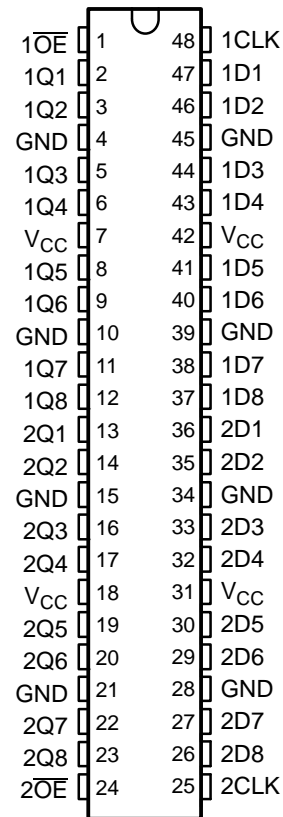 1O̅E̅ 1 48 1CLK
1Q1 2 47 1D1
1Q2 3 46 1D2
GND 4 45 GND
1Q3 5 44 1D3
1Q4 6 43 1D4
VCC 7 42 VCC
1Q5 8 41 1D5
1Q6 9 40 1D6
GND 10 39 GND
1Q7 11 38 1D7
1Q8 12 37 1D8
2Q1 13 36 2D1
2Q2 14 35 2D2
GND 15 34 GND
2Q3 16 33 2D3
2Q4 17 32 2D4
VCC 18 31 VCC
2Q5 19 30 2D5
2Q6 20 29 2D6
GND 21 28 GND
2Q7 22 27 2D7
2Q8 23 26 2D8
2O̅E̅ 24 25 2CLK